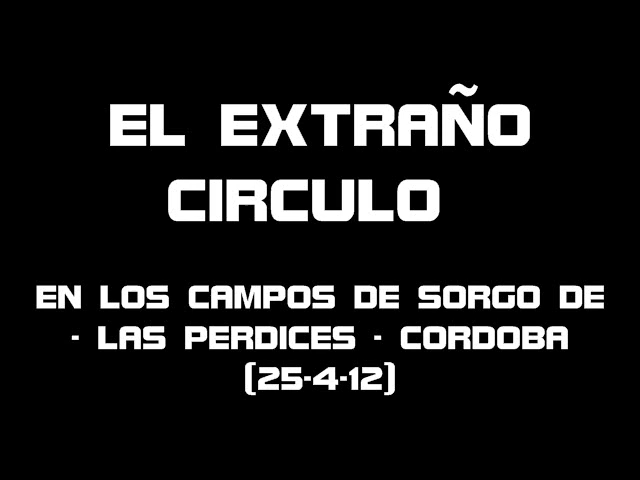 EL EXTRAÑO
CIRCULO
EN LOS CAMPOS DE SORGO DE
- LAS PERDICES - CORDOBA
(25-4-12)